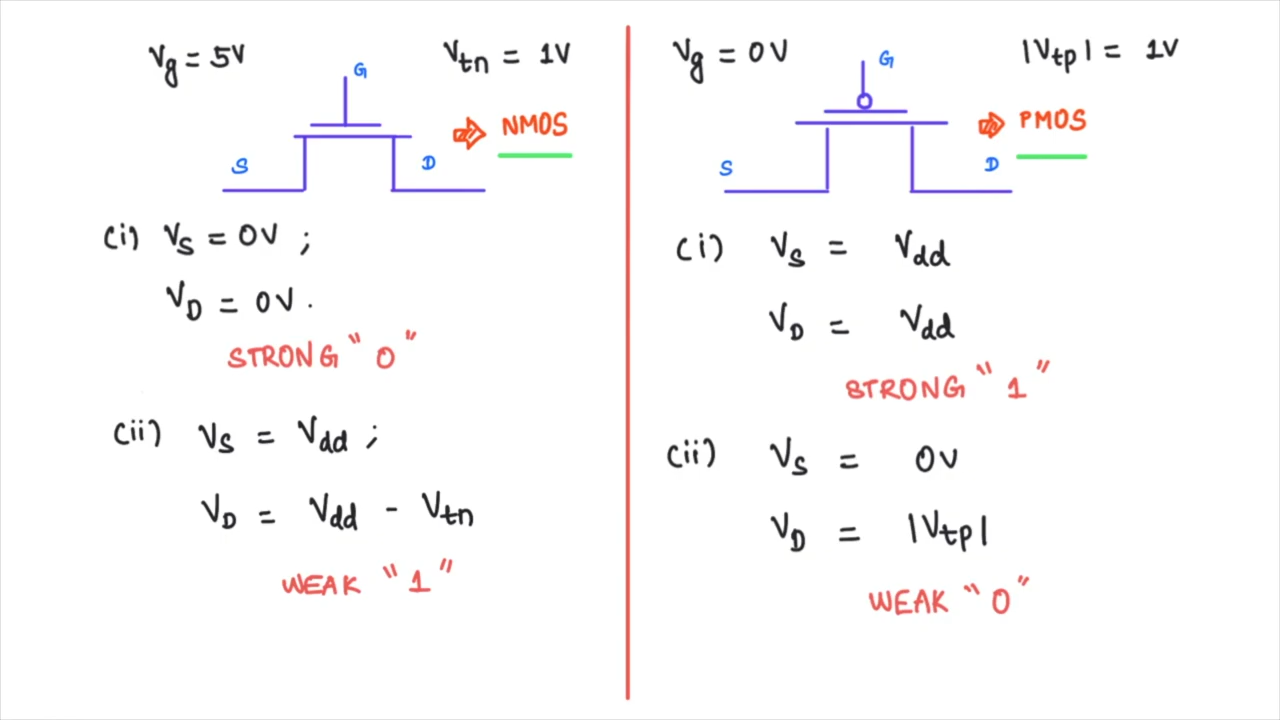 Vg = 5V
Vtn = 1V
G
NMOS
S
D
(i) VS = 0V ;
VD = 0V .
STRONG "0"
(ii) VS = Vdd ;
VD = Vdd - Vtn
WEAK "1"
Vg = 0V
|Vtp| = 1V
G
PMOS
S
D
(i) VS = Vdd
VD = Vdd
STRONG "1"
(ii) VS = 0V
VD = |Vtp|
WEAK "0"